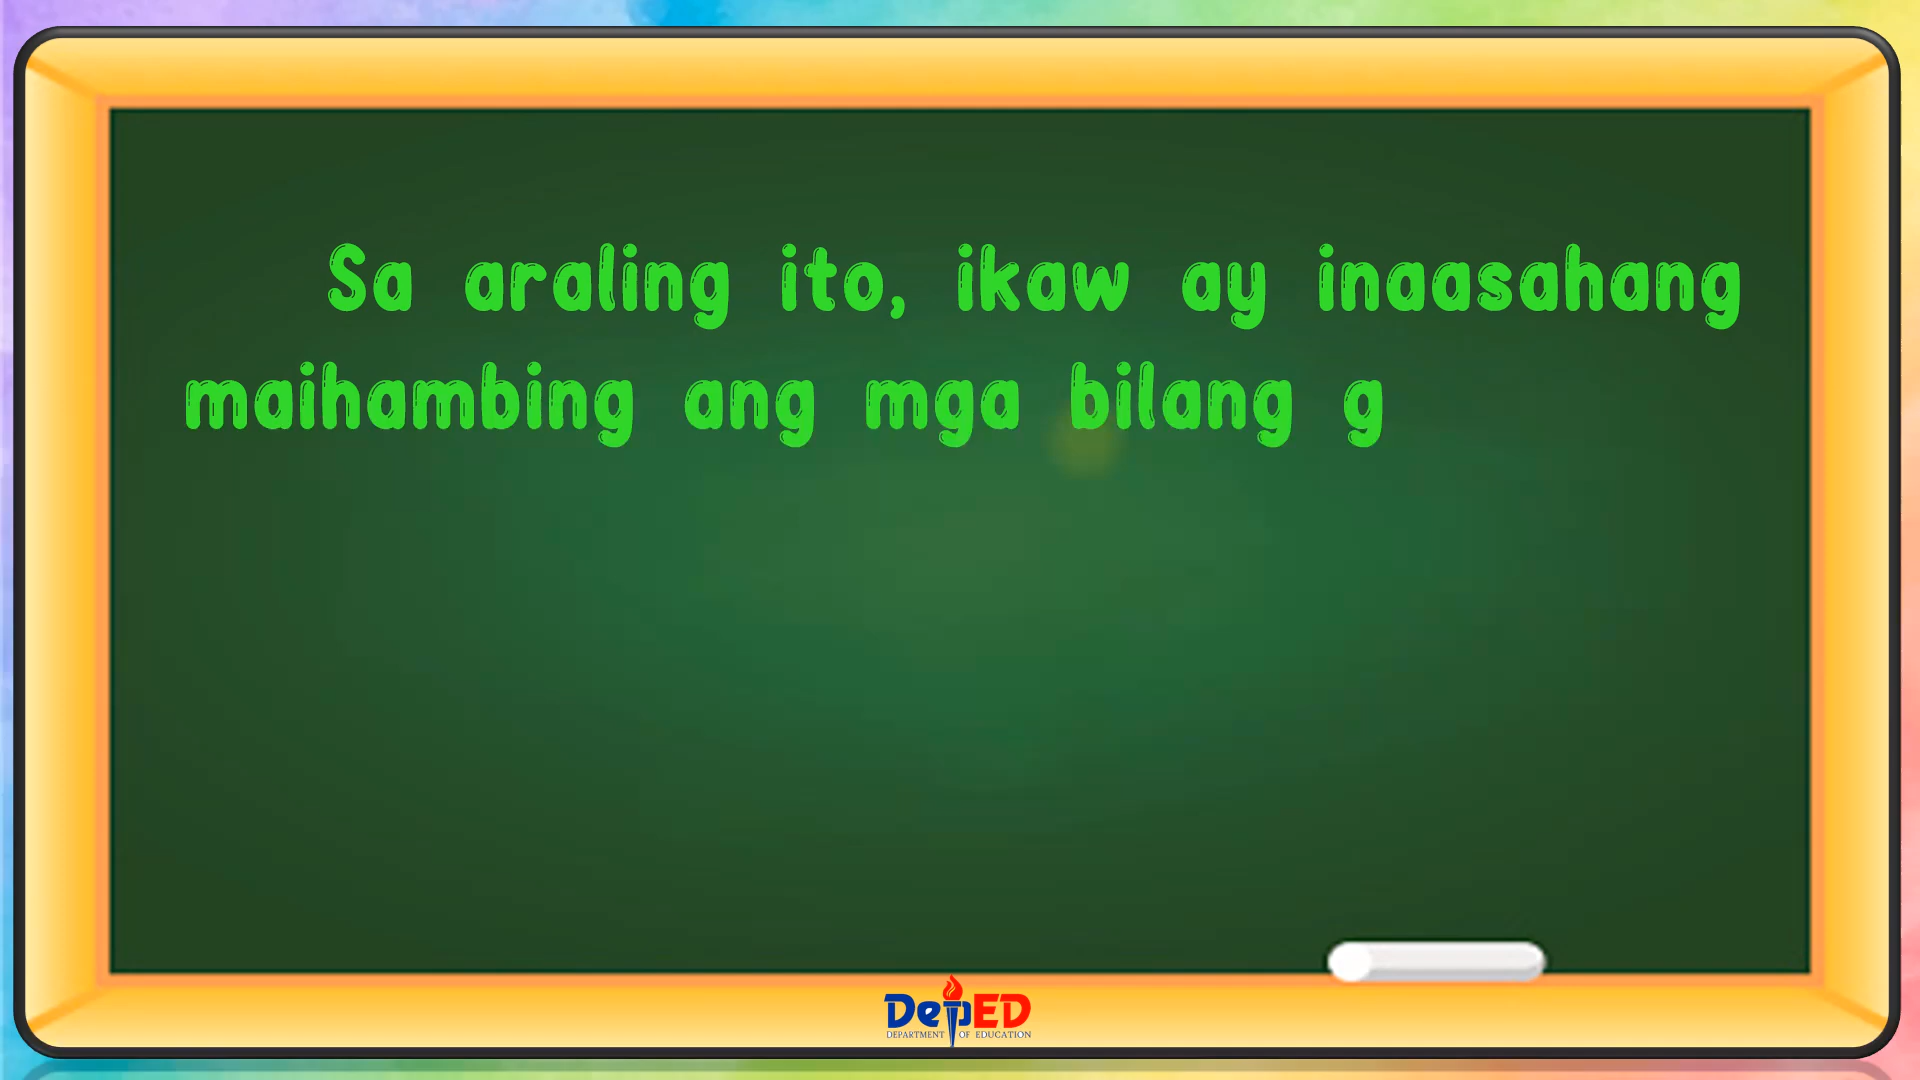 Sa araling ito, ikaw ay inaasahang
maihambing ang mga bilang g
DepED
DEPARTMENT OF EDUCATION